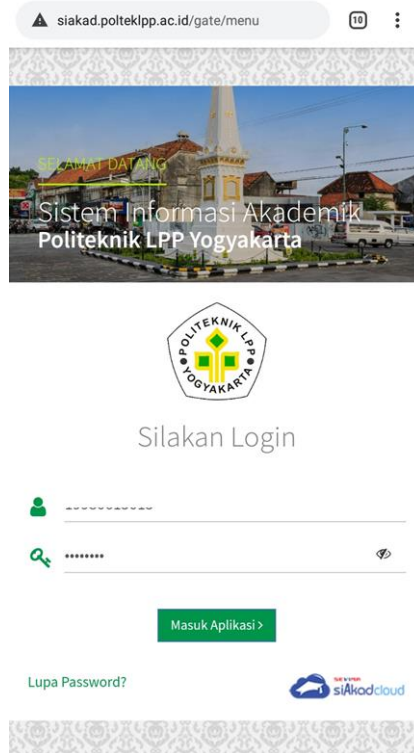 siakad.polteklpp.ac.id/gate/menu
10
SELAMAT DATANG
Sistem Informasi Akademik
Politeknik LPP Yogyakarta
POLITEKNIK LPP
YOGYAKARTA
Silakan Login
••••••••
Masuk Aplikasi >
Lupa Password?
SEVIMA
siAkadcloud